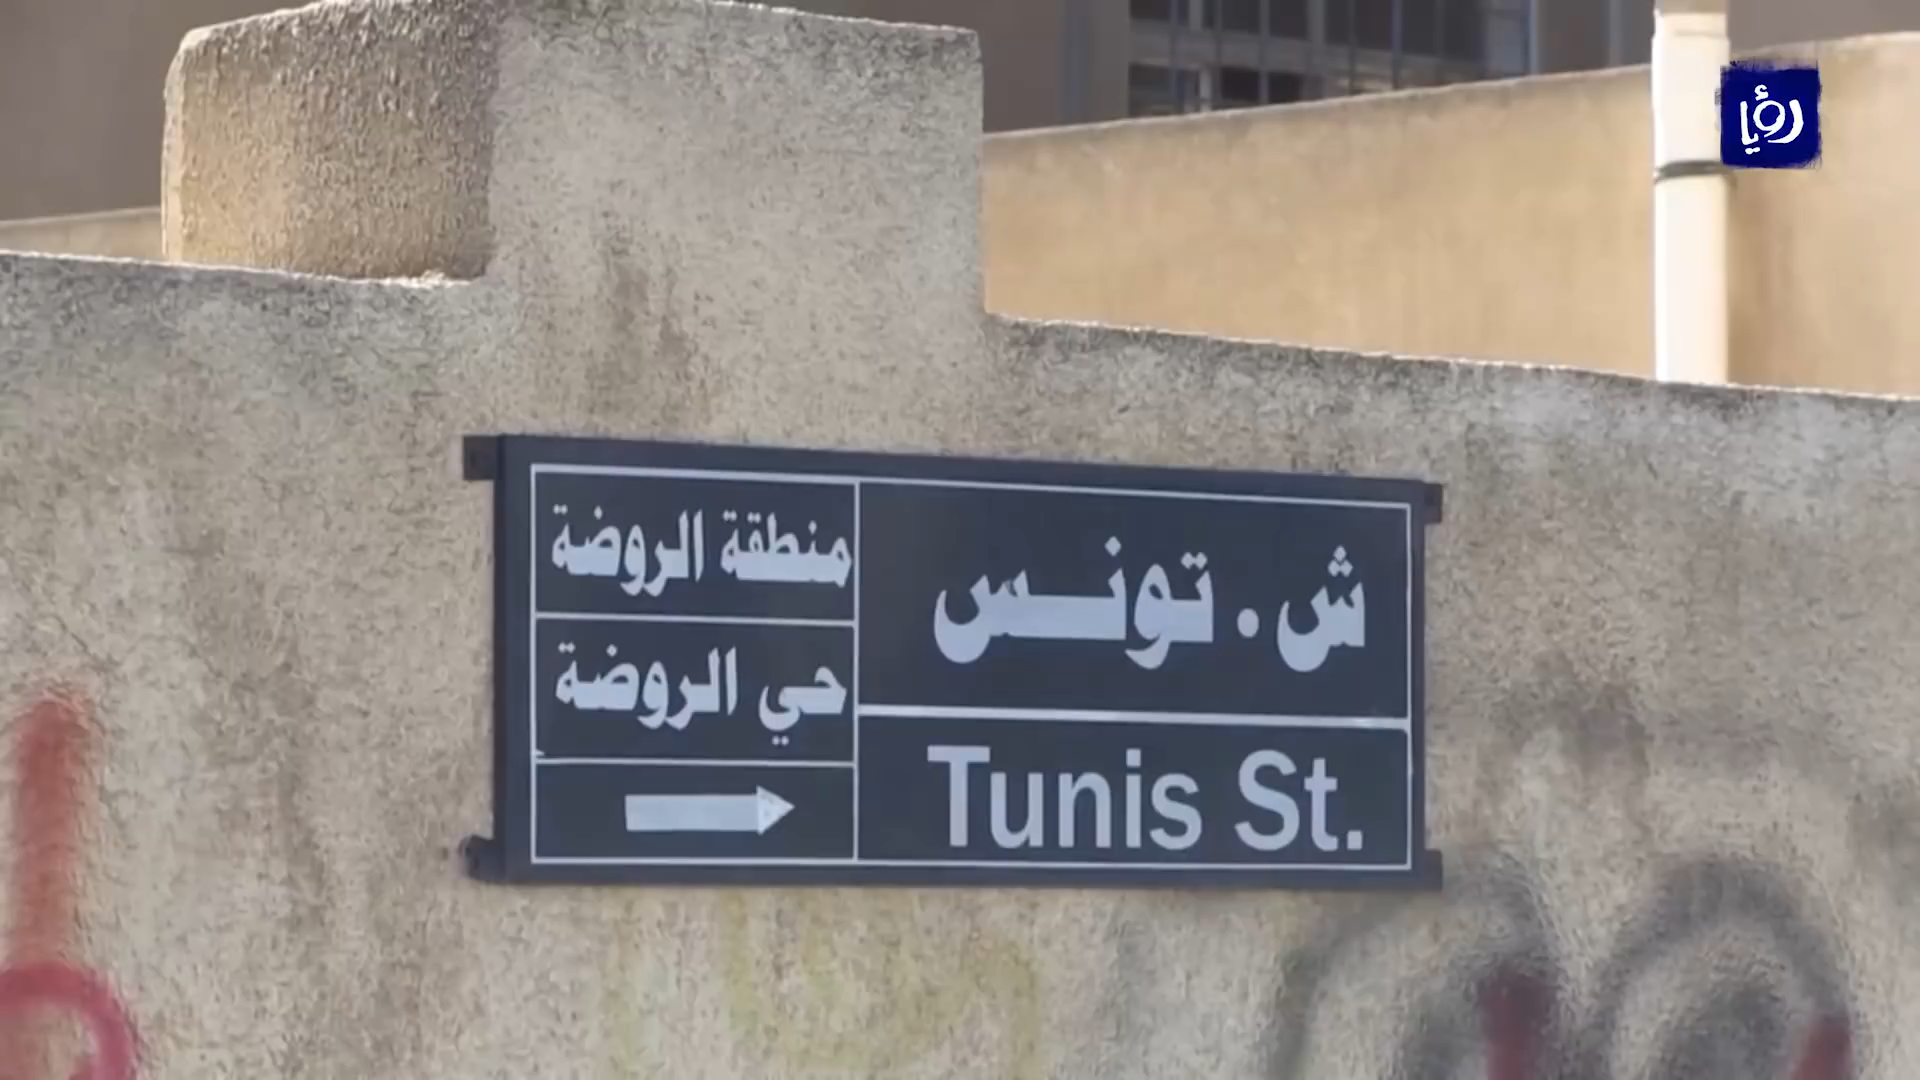 رؤيا
ش. تونس
Tunis St.
منطقة الروضة
حي الروضة